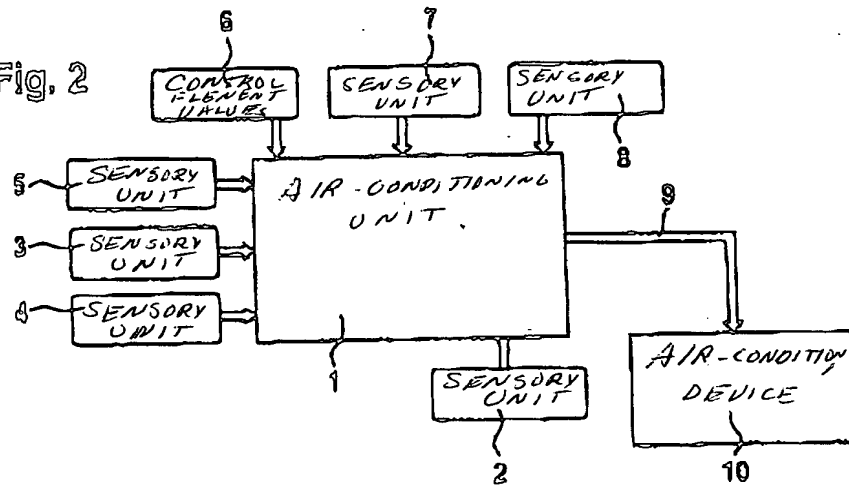 6
7
Fig. 2
CONTROL
ELEMENT
VALUES
SENSORY
UNIT
SENSORY
UNIT
8
5
SENSORY
UNIT
AIR-CONDITIONING
UNIT
9
3
SENSORY
UNIT
4
SENSORY
UNIT
1
SENSORY
UNIT
2
AIR-CONDITION
DEVICE
10